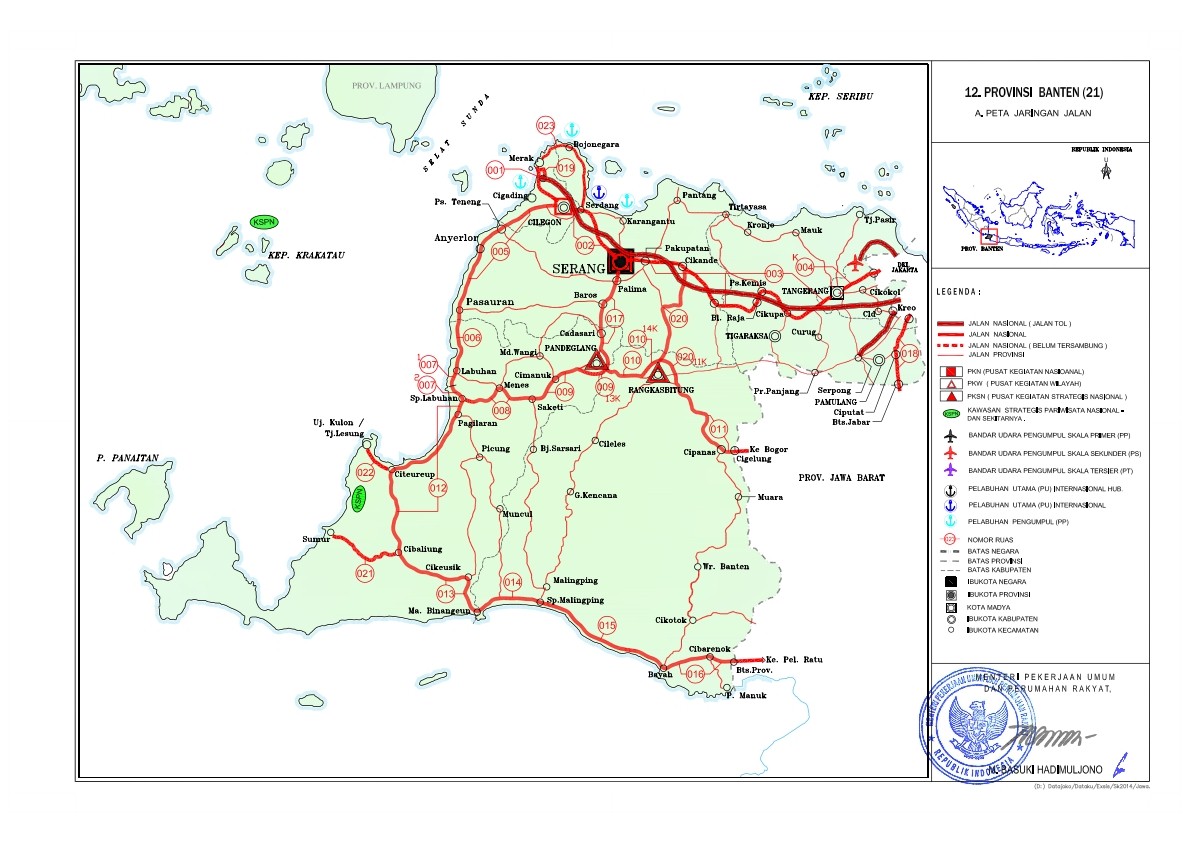 PROV. LAMPUNG
SELAT SUNDA
KEP. SERIBU
023
Bojonegara
Merak
001
019
Cigading
Ps. Teneng
Serdang
CILEGON
Karangantu
Pantang
Tirtayasa
Kronjo
Mauk
Tj.Pasir
KSPN
KEP. KRAKATAU
Anyerlor
005
002
SERANG
Pakupatan
Cikande
K
004
003
DKI
JAKARTA
Ps.Kemis
TANGERANG
Cikokol
Palima
Baros
Pasauran
017
020
Bl. Raja
Cikupa
Cld
Kreo
Cadasari
14K
010
TIGARAKSA
Curug
006
Md.Wangi
PANDEGLANG
010
020
11K
018
1
007
2
007
Labuhan
Cimanuk
009
009
13K
RANGKASBITUNG
Menes
Sp.Labuhan
008
Saketi
Pr.Panjang
Serpong
PAMULANG
Ciputat
Bts.Jabar
Pagilaran
Uj. Kulon /
Tj.Lesung
011
Picung
Bj.Sarsari
Cileles
Cipanas
Ke Bogor
Cigelung
P. PANAITAN
022
Citeureup
PROV. JAWA BARAT
KSPN
012
G.Kencana
Muara
Muncul
Sumur
Cibaliung
021
Cikeusik
Wr. Banten
014
Malingping
013
Sp.Malingping
Ma. Binangeun
015
Cikotok
Cibarenok
Ke. Pel. Ratu
Bts.Prov.
Bayah
016
P. Manuk
12. PROVINSI BANTEN (21)
A. PETA JARINGAN JALAN
REPUBLIK INDONESIA
PROV. BANTEN
LEGENDA :
JALAN NASIONAL ( JALAN TOL )
JALAN NASIONAL
JALAN NASIONAL ( BELUM TERSAMBUNG )
JALAN PROVINSI
PKN (PUSAT KEGIATAN NASIOANAL)
PKW ( PUSAT KEGIATAN WILAYAH)
PKSN ( PUSAT KEGIATAN STRATEGIS NASIONAL )
KSPN
KAWASAN STRATEGIS PARIWISATA NASIONAL –
DAN SEKITARNYA .
BANDAR UDARA PENGUMPUL SKALA PRIMER (PP)
BANDAR UDARA PENGUMPUL SKALA SEKUNDER (PS)
BANDAR UDARA PENGUMPUL SKALA TERSIER (PT)
PELABUHAN UTAMA (PU) INTERNASIONAL HUB.
PELABUHAN UTAMA (PU) INTERNASIONAL
PELABUHAN PENGUMPUL (PP)
NOMOR RUAS
BATAS NEGARA
BATAS PROVINSI
BATAS KABUPATEN
IBUKOTA NEGARA
IBUKOTA PROVINSI
KOTA MADYA
IBUKOTA KABUPATEN
IBUKOTA KECAMATAN
MENTERI PEKERJAAN UMUM
DAN PERUMAHAN RAKYAT,
REPUBLIK INDONESIA
M. BASUKI HADIMULJONO
(D:) Datajoko/Dataku/Exele/Sk2014/Jawa.